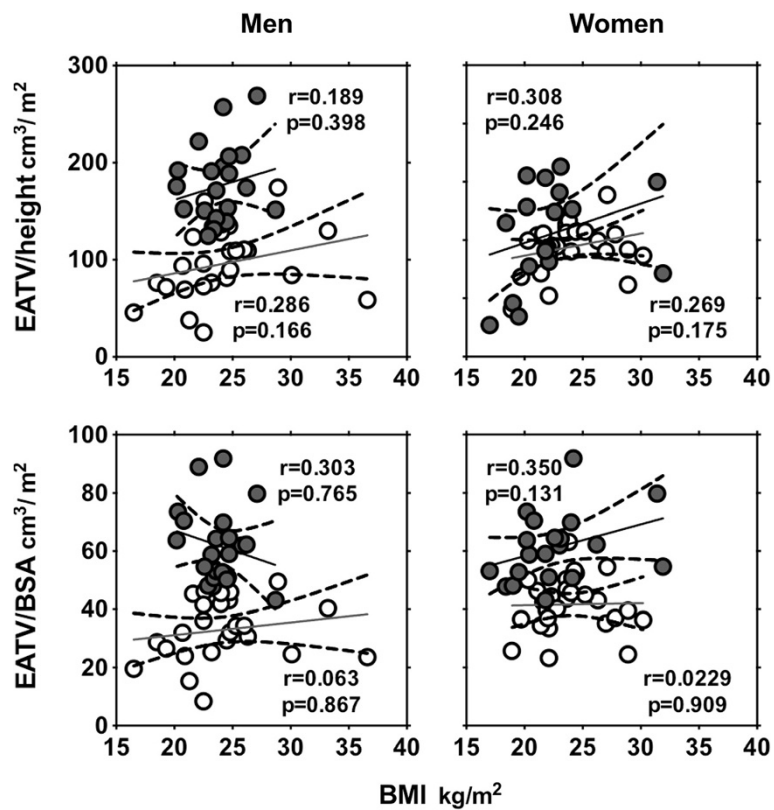 Men
Women
EATV/height cm³/m²
300
200
100
0
r=0.189
p=0.398
r=0.286
p=0.166
15 20 25 30 35 40
r=0.308
p=0.246
r=0.269
p=0.175
15 20 25 30 35 40
EATV/BSA cm³/m²
100
80
60
40
20
0
r=0.303
p=0.765
r=0.063
p=0.867
15 20 25 30 35 40
r=0.350
p=0.131
r=0.0229
p=0.909
15 20 25 30 35 40
BMI kg/m²